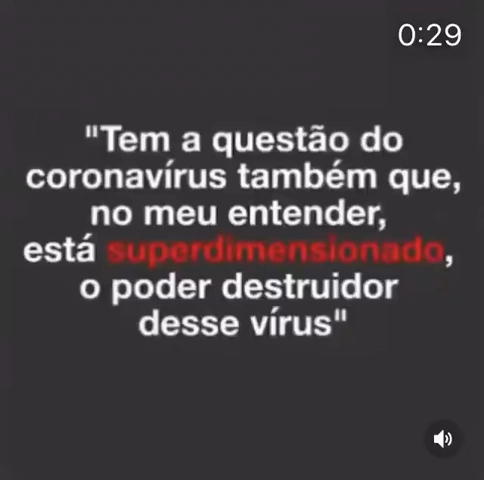 0:29
"Tem a questão do
coronavírus também que,
no meu entender,
está superdimensionado,
o poder destruidor
desse vírus"